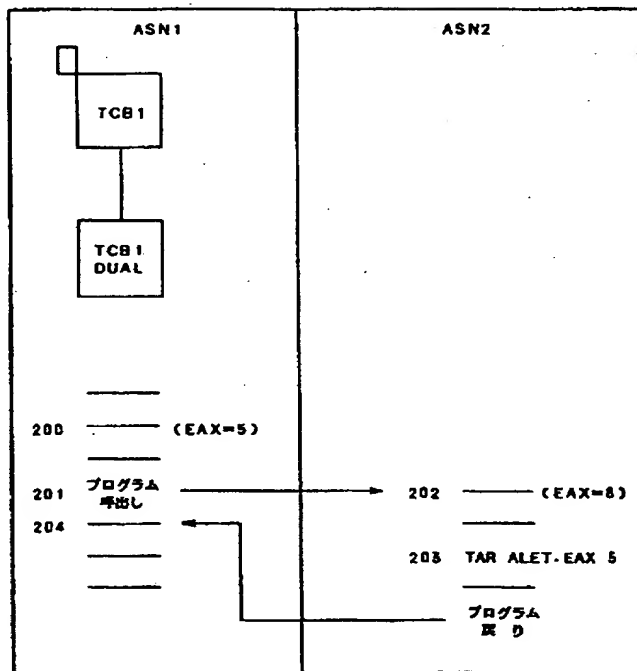 ASN1
ASN2
TCB1
TCB1
DUAL
200 (EAX=5)
201 プログラム
呼出し
202 (EAX=8)
204
203 TAR ALET.EAX 5
プログラム
戻り